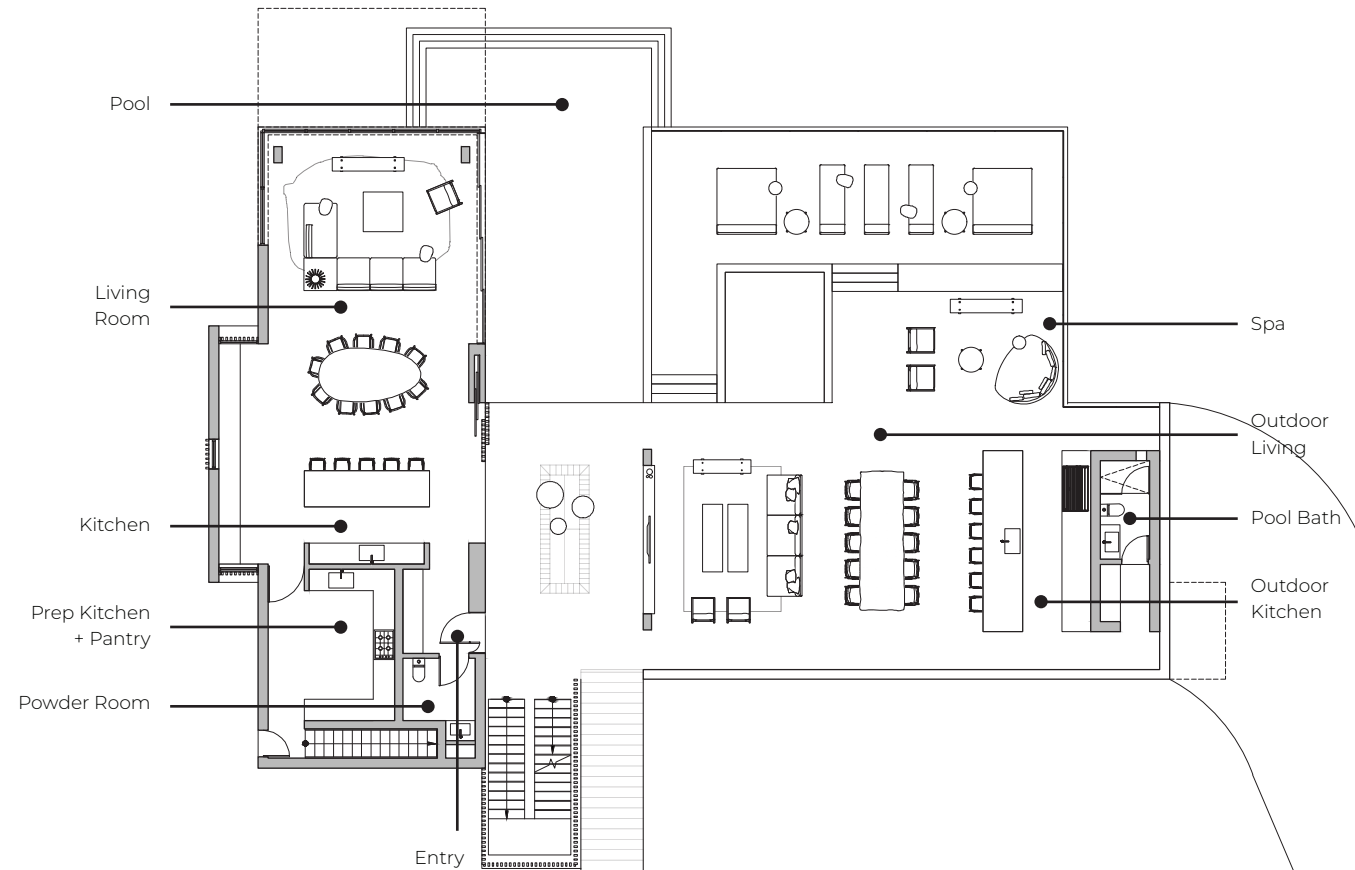 Pool
Living
Room
Kitchen
Prep Kitchen
+ Pantry
Powder Room
Entry
Spa
Outdoor
Living
Pool Bath
Outdoor
Kitchen